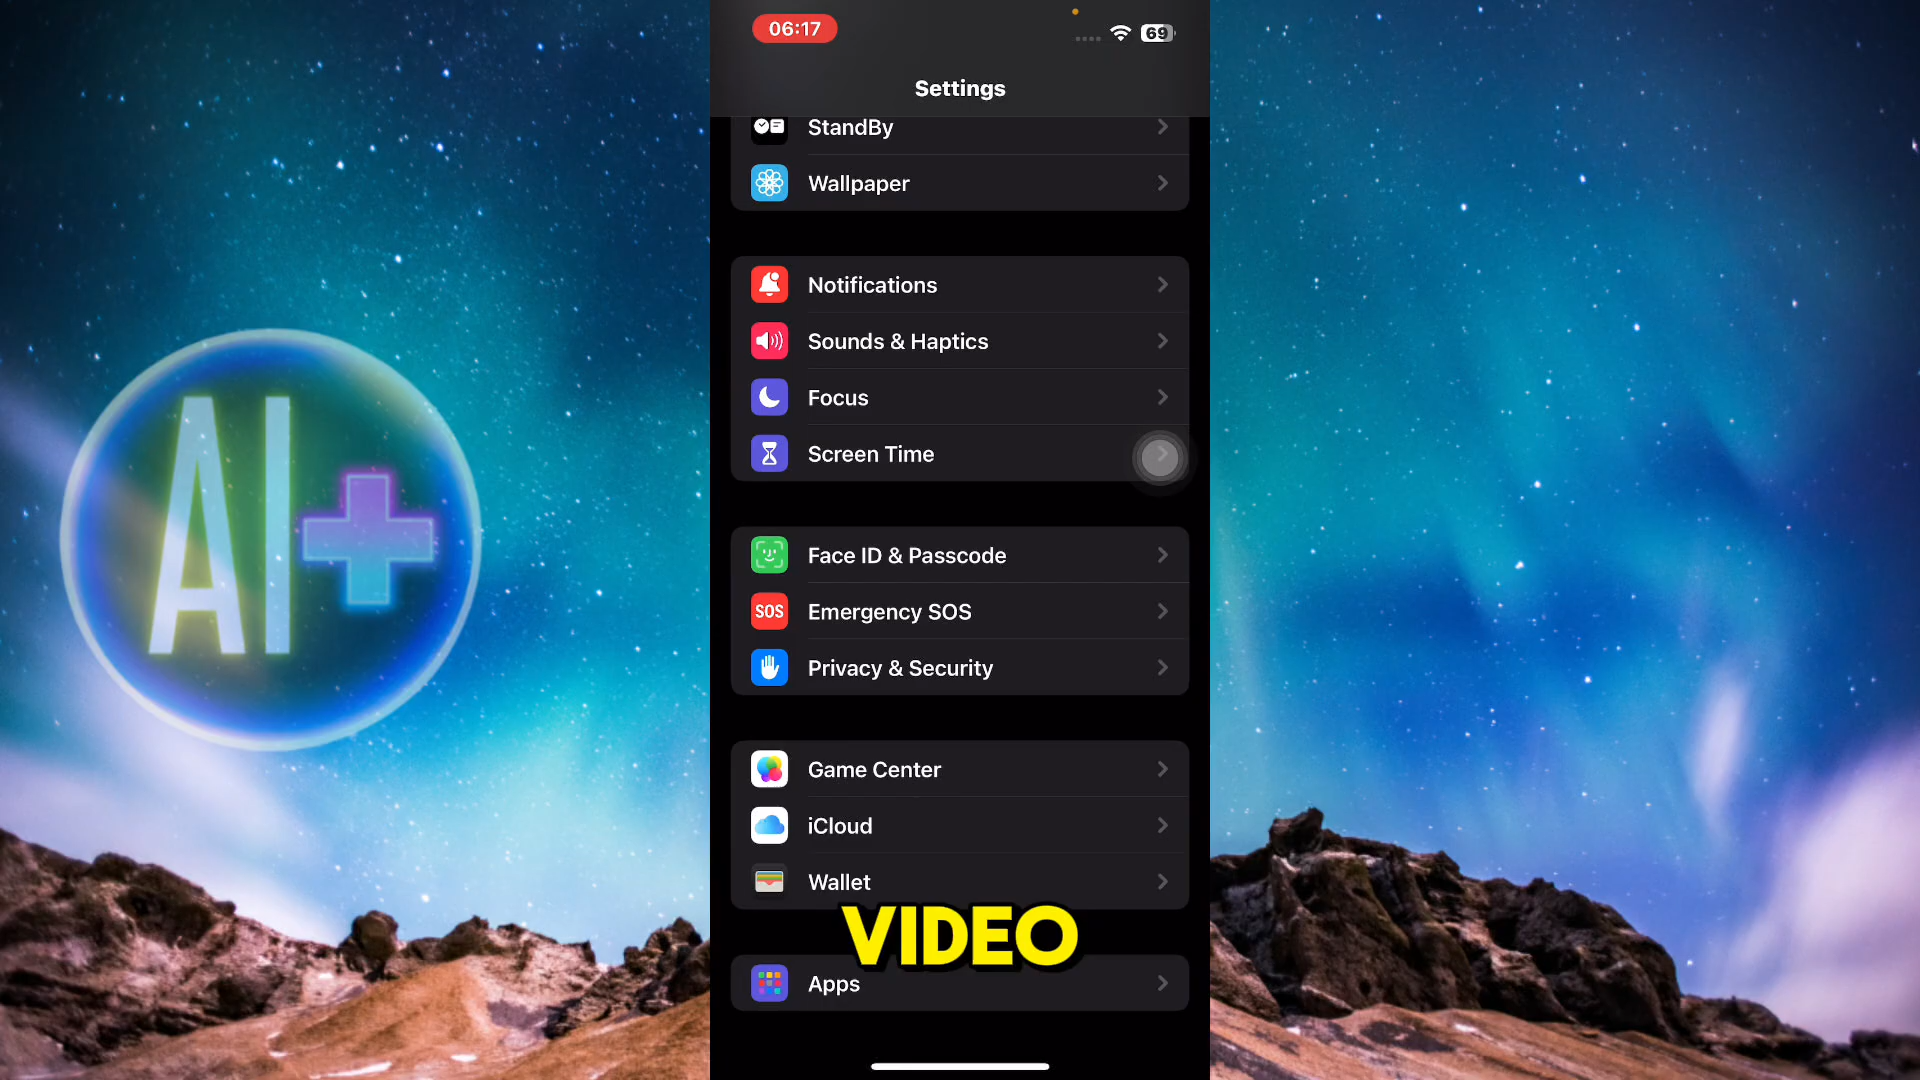 06:17
69
Settings
StandBy
Wallpaper
Notifications
Sounds & Haptics
Focus
Screen Time
AI+
Face ID & Passcode
SOS
Emergency SOS
Privacy & Security
Game Center
iCloud
Wallet
VIDEO
Apps